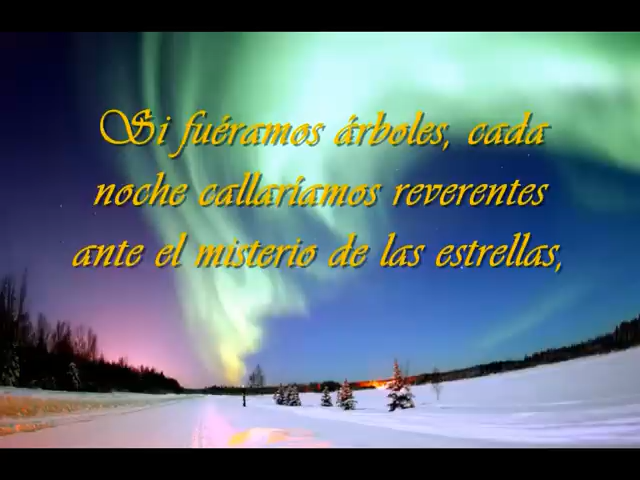 Si fuéramos árboles, cada
noche callaríamos reverentes
ante el misterio de las estrellas,